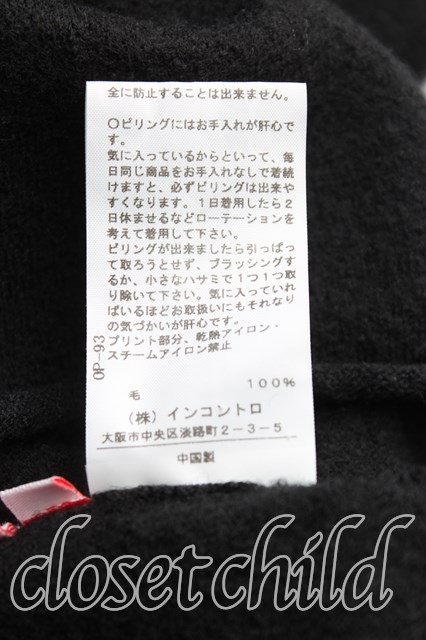 全に防止することは出来ません。
〇ピリングにはお手入れが肝心で
す。
気に入っているからといって、毎
日同じ商品をお手入れなしで着続
けますと、必ずピリングは出来や
すくなります。１日着用したら２
日休ませるなどローテーションを
考えて着用して下さい。
ピリングが出来ましたら引っぱっ
て取ろうとせず、ブラッシングす
るか、小さなハサミで１つ１つ取
り除いて下さい。気に入っていれ
ばいるほどお取扱いにもそれなり
の気づかいが肝心です。
プリント部分、乾熱アイロン・
スチームアイロン禁止
OP-93
毛 100%
（株）インコントロ
大阪市中央区淡路町２－３－５
中国製
closet child